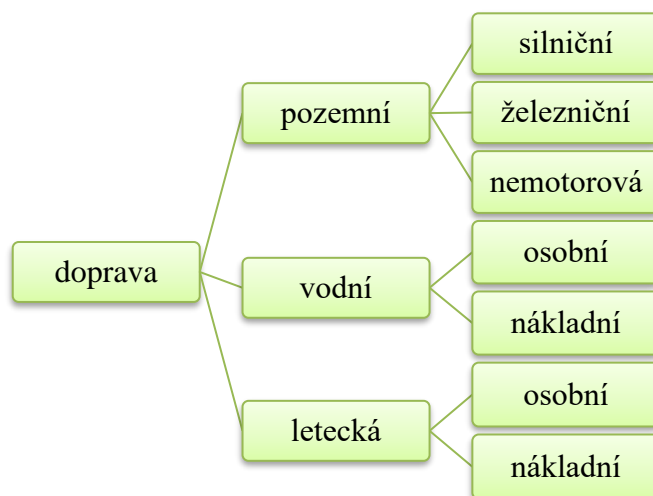 doprava
pozemní
silniční
železniční
nemotorová
vodní
osobní
nákladní
letecká
osobní
nákladní